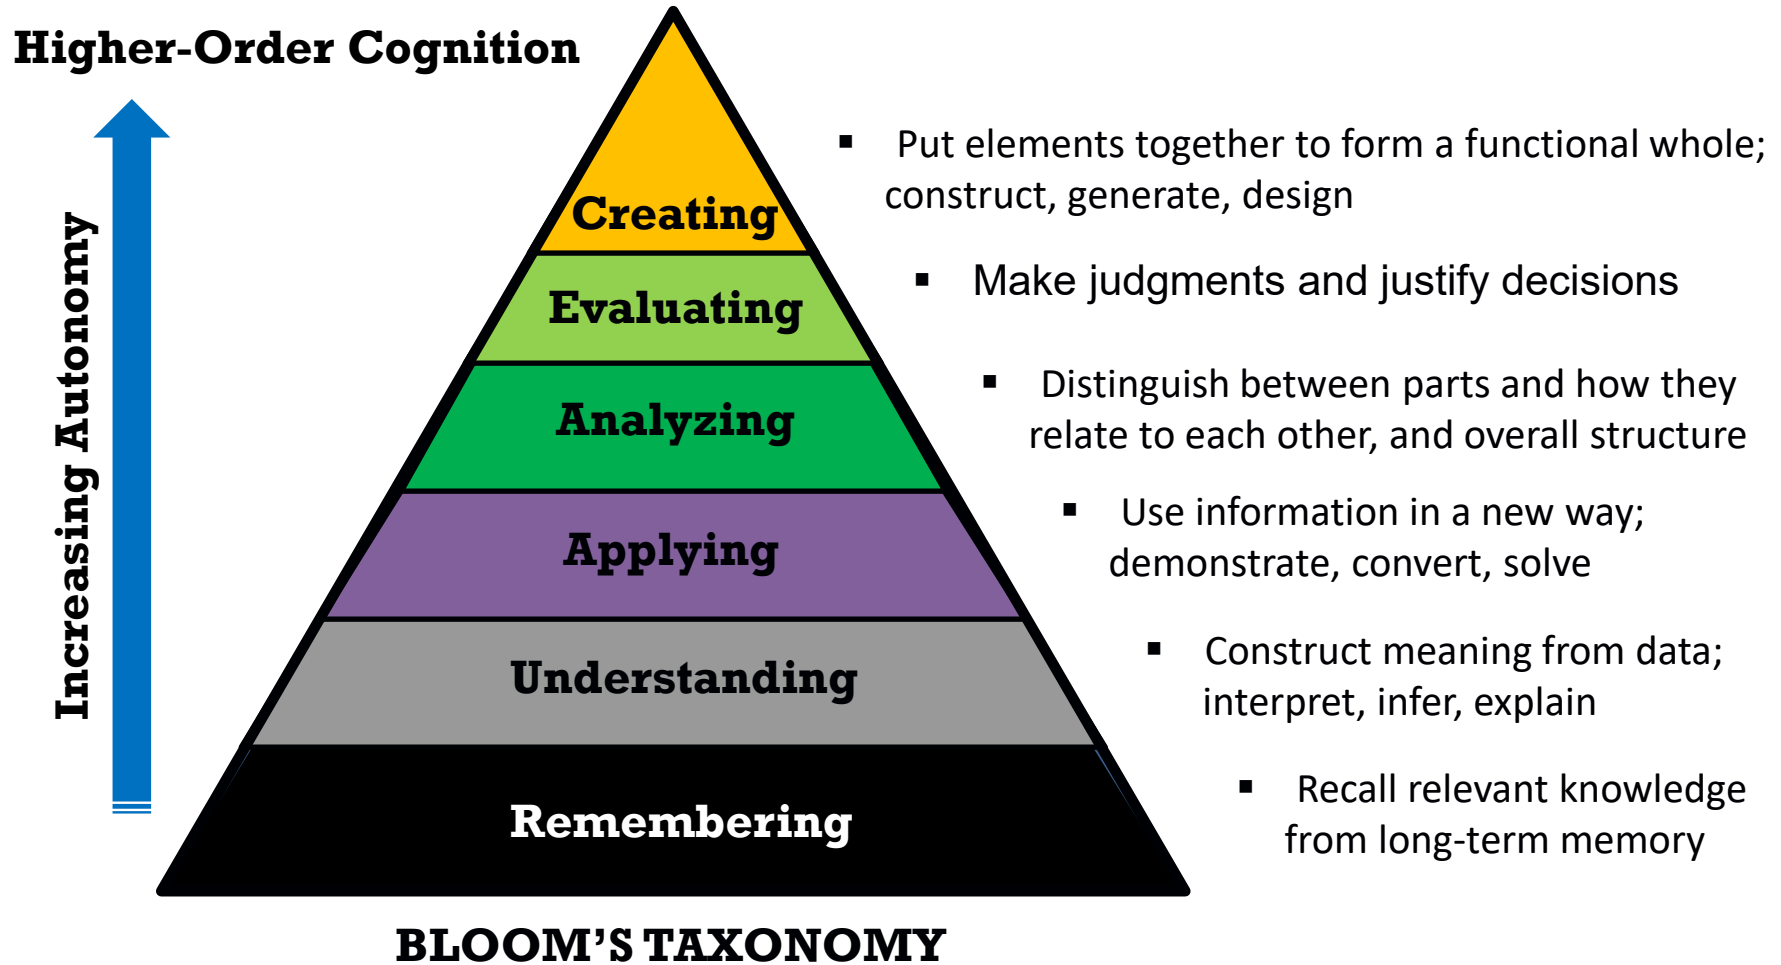 Higher-Order Cognition
Increasing Autonomy
Creating
▪ Put elements together to form a functional whole;
construct, generate, design
Evaluating
▪ Make judgments and justify decisions
Analyzing
▪ Distinguish between parts and how they
relate to each other, and overall structure
Applying
▪ Use information in a new way;
demonstrate, convert, solve
Understanding
▪ Construct meaning from data;
interpret, infer, explain
Remembering
▪ Recall relevant knowledge
from long-term memory
BLOOM'S TAXONOMY